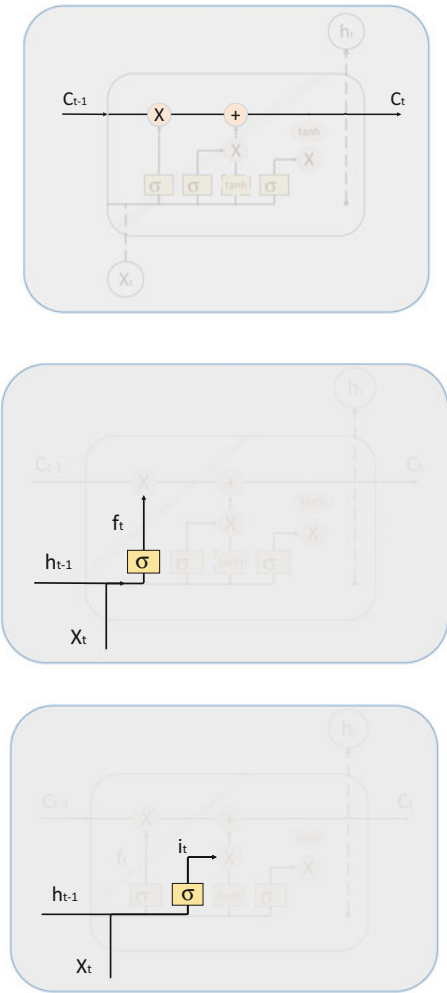 hₜ
Cₜ₋₁ Cₜ
X +
tanh
X X
σ σ tanh σ
Xₜ
hₜ
Cₜ₋₁ Cₜ
X +
tanh
fₜ X X
σ σ tanh σ
hₜ₋₁
Xₜ
hₜ
Cₜ₋₁ Cₜ
X +
tanh
fₜ iₜ X X
σ σ tanh σ
hₜ₋₁
Xₜ